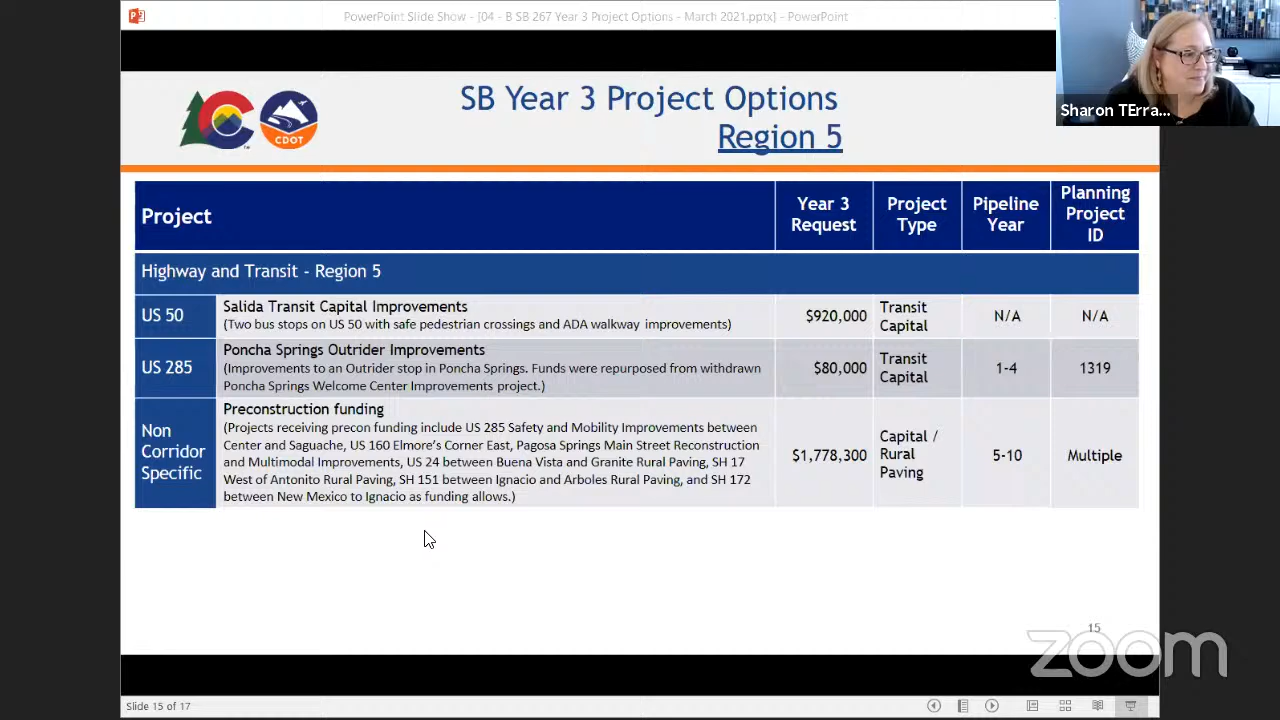 PowerPoint Slide Show - [04 - B SB 267 Year 3 Project Options - March 2021.pptx] - PowerPoint
Sharon TErra...
CDOT
SB Year 3 Project Options
Region 5
Project
Year 3
Request
Project
Type
Pipeline
Year
Planning
Project
ID
Highway and Transit - Region 5
US 50
Salida Transit Capital Improvements
(Two bus stops on US 50 with safe pedestrian crossings and ADA walkway improvements)
$920,000
Transit
Capital
N/A
N/A
US 285
Poncha Springs Outrider Improvements
(Improvements to an Outrider stop in Poncha Springs. Funds were repurposed from withdrawn
Poncha Springs Welcome Center Improvements project.)
$80,000
Transit
Capital
1-4
1319
Non
Corridor
Specific
Preconstruction funding
(Projects receiving precon funding include US 285 Safety and Mobility Improvements between
Center and Saguache, US 160 Elmore's Corner East, Pagosa Springs Main Street Reconstruction
and Multimodal Improvements, US 24 between Buena Vista and Granite Rural Paving, SH 17
West of Antonito Rural Paving, SH 151 between Ignacio and Arboles Rural Paving, and SH 172
between New Mexico to Ignacio as funding allows.)
$1,778,300
Capital /
Rural
Paving
5-10
Multiple
15
zoom
Slide 15 of 17